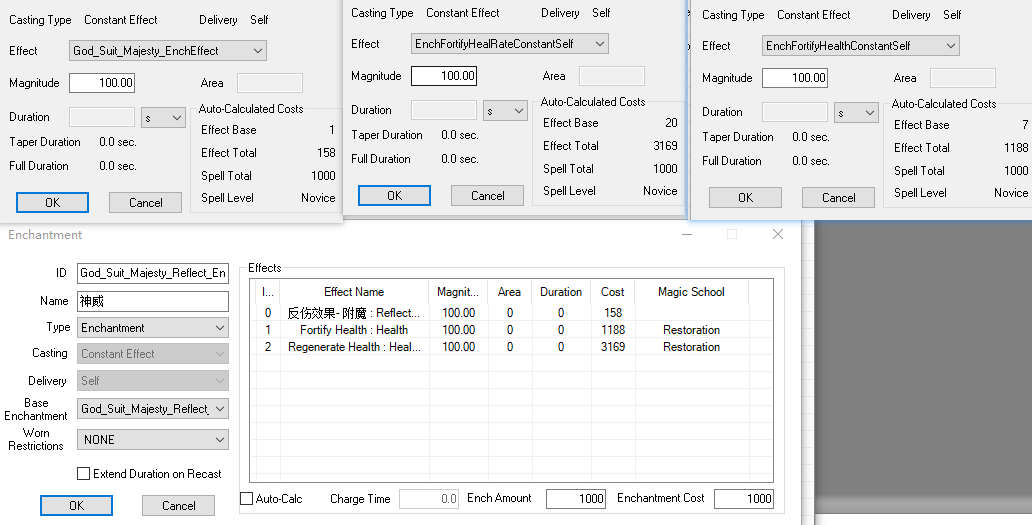 Casting Type Constant Effect Delivery Self
Effect God_Suit_Majesty_EnchEffect
Magnitude 100.00 Area
Duration s
Auto-Calculated Costs
Taper Duration 0.0 sec.
Full Duration 0.0 sec.
Effect Base 1
Effect Total 158
Spell Total 1000
Spell Level Novice
OK Cancel
Casting Type Constant Effect Delivery Self
Effect EnchFortifyHealRateConstantSelf
Magnitude 100.00 Area
Duration s
Auto-Calculated Costs
Taper Duration 0.0 sec.
Full Duration 0.0 sec.
Effect Base 20
Effect Total 3169
Spell Total 1000
Spell Level Novice
OK Cancel
Casting Type Constant Effect Delivery Self
Effect EnchFortifyHealthConstantSelf
Magnitude 100.00 Area
Duration s
Auto-Calculated Costs
Taper Duration 0.0 sec.
Full Duration 0.0 sec.
Effect Base 7
Effect Total 1188
Spell Total 1000
Spell Level Novice
OK Cancel
Enchantment
ID God_Suit_Majesty_Reflect_En
Name 神威
Type Enchantment
Casting Constant Effect
Delivery Self
Base Enchantment God_Suit_Majesty_Reflect_
Worn Restrictions NONE
Extend Duration on Recast
OK Cancel
Effects
I... Effect Name Magnit... Area Duration Cost Magic School
0 反伤效果- 附魔 : Reflect... 100.00 0 0 158
1 Fortify Health : Health 100.00 0 0 1188 Restoration
2 Regenerate Health : Heal... 100.00 0 0 3169 Restoration
Auto-Calc Charge Time 0.0 Ench Amount 1000 Enchantment Cost 1000